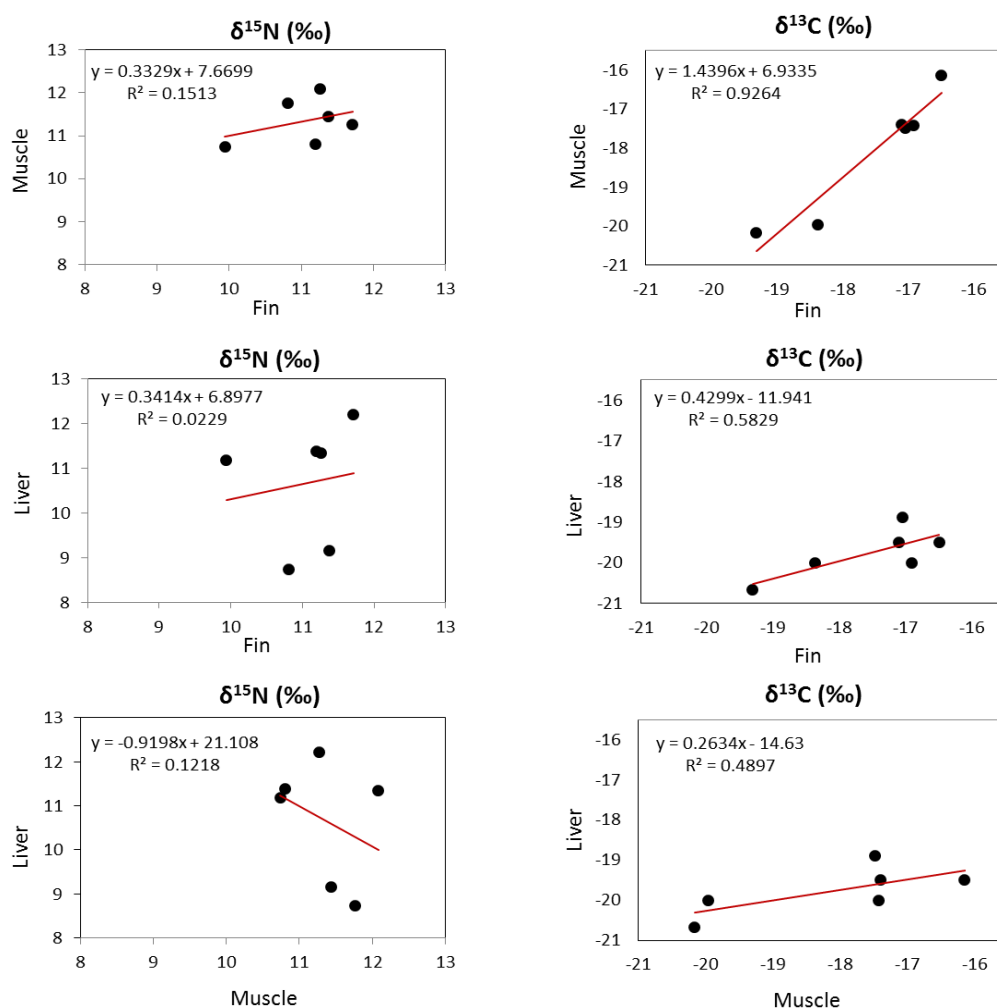 δ¹⁵N (‰)
y = 0.3329x + 7.6699
R² = 0.1513
13
12
11
10
9
8
Muscle
8 9 10 11 12 13
Fin
δ¹³C (‰)
y = 1.4396x + 6.9335
R² = 0.9264
-16
-17
-18
-19
-20
-21
Muscle
-21 -20 -19 -18 -17 -16
Fin
δ¹⁵N (‰)
y = 0.3414x + 6.8977
R² = 0.0229
13
12
11
10
9
8
Liver
8 9 10 11 12 13
Fin
δ¹³C (‰)
y = 0.4299x - 11.941
R² = 0.5829
-16
-17
-18
-19
-20
-21
Liver
-21 -20 -19 -18 -17 -16
Fin
δ¹⁵N (‰)
y = -0.9198x + 21.108
R² = 0.1218
13
12
11
10
9
8
Liver
8 9 10 11 12 13
Muscle
δ¹³C (‰)
y = 0.2634x - 14.63
R² = 0.4897
-16
-17
-18
-19
-20
-21
Liver
-21 -20 -19 -18 -17 -16
Muscle